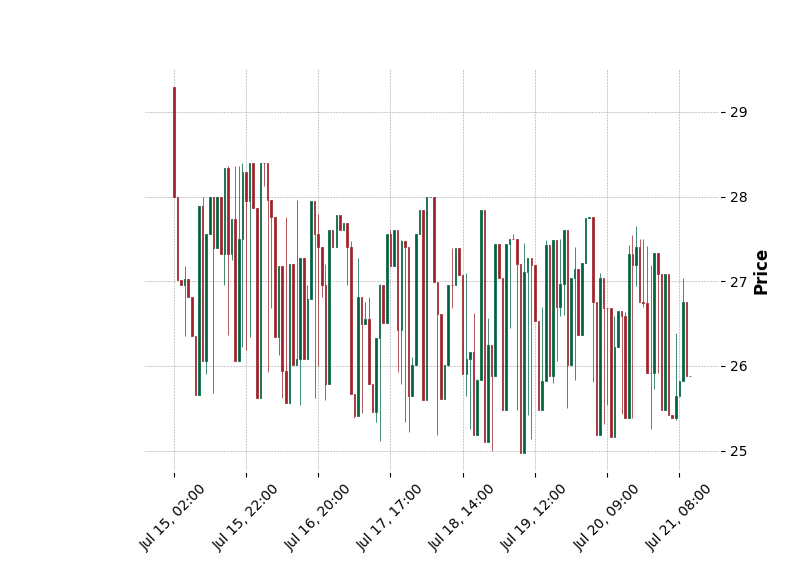 29
28
27
26
25
Price
Jul 15, 02:00
Jul 15, 22:00
Jul 16, 20:00
Jul 17, 17:00
Jul 18, 14:00
Jul 19, 12:00
Jul 20, 09:00
Jul 21, 08:00